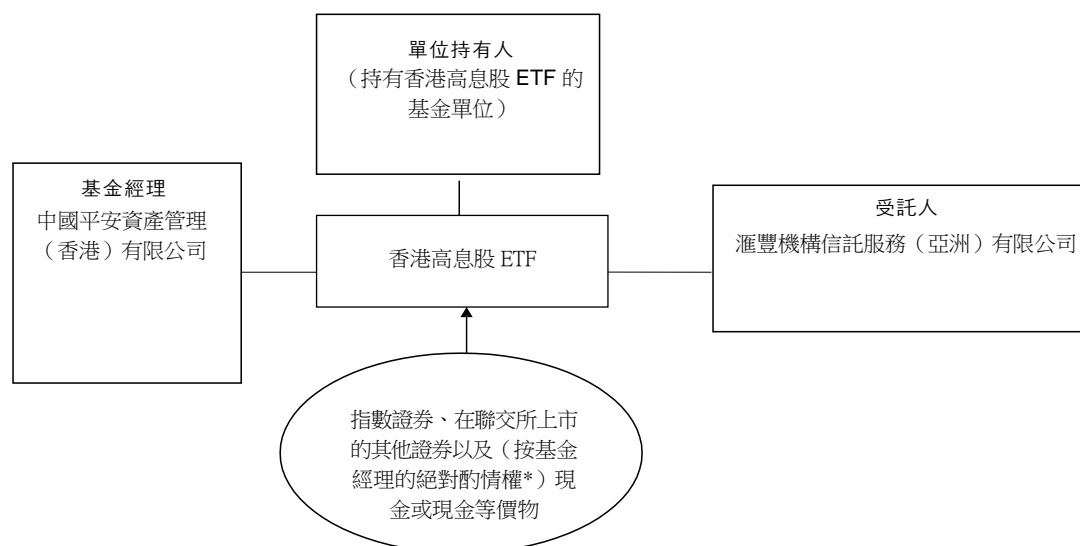 單位持有人
（持有香港高息股 ETF 的
基金單位）
基金經理
中國平安資產管理
（香港）有限公司
香港高息股 ETF
受託人
滙豐機構信託服務（亞洲）有限公司
指數證券、在聯交所上市
的其他證券以及（按基金
經理的絕對酌情權*）現
金或現金等價物